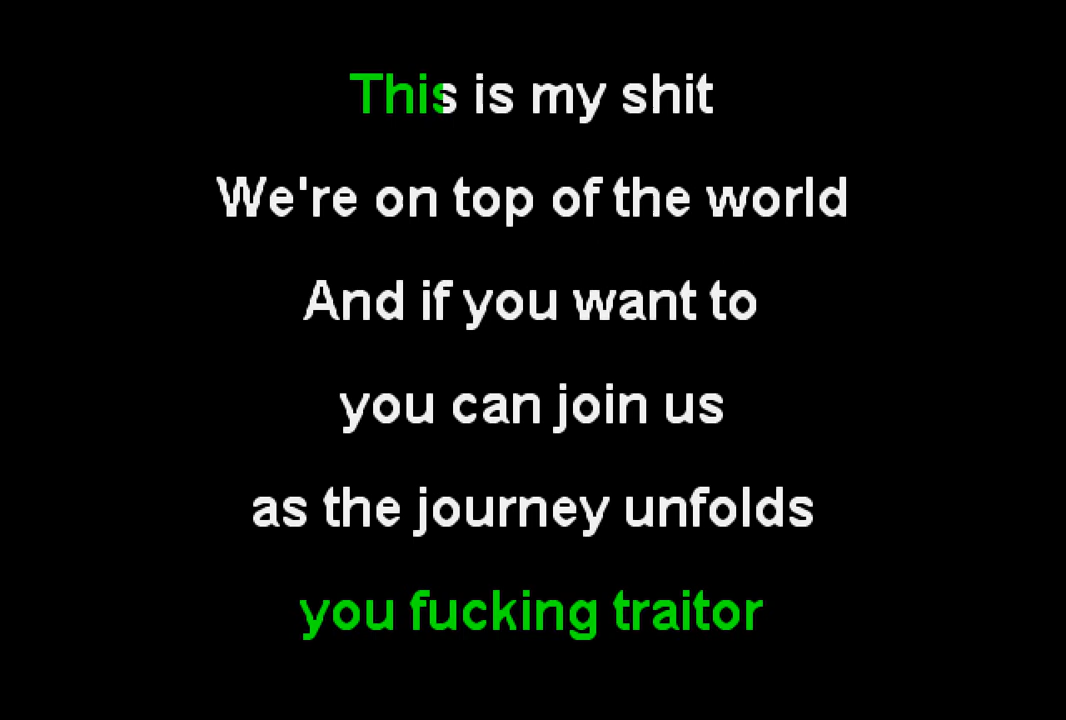 This is my shit
We're on top of the world
And if you want to
you can join us
as the journey unfolds
you fucking traitor